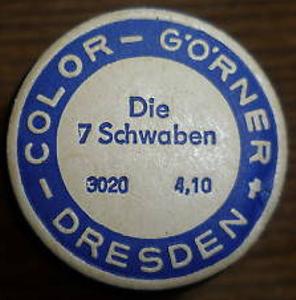 COLOR – GÖRNER ★ DRESDEN –
Die
7 Schwaben
3020 4,10